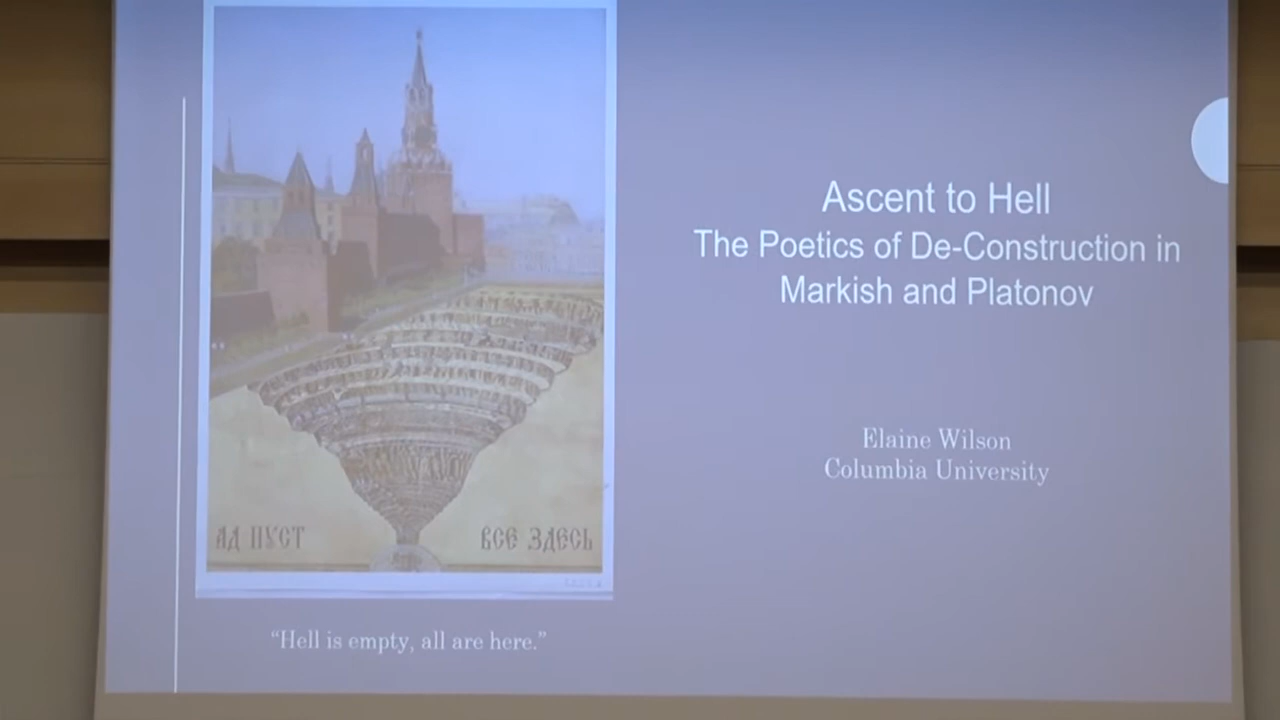 АД ПУСТ
ВСЕ ЗДЕСЬ
“Hell is empty, all are here.”
Ascent to Hell
The Poetics of De-Construction in
Markish and Platonov
Elaine Wilson
Columbia University